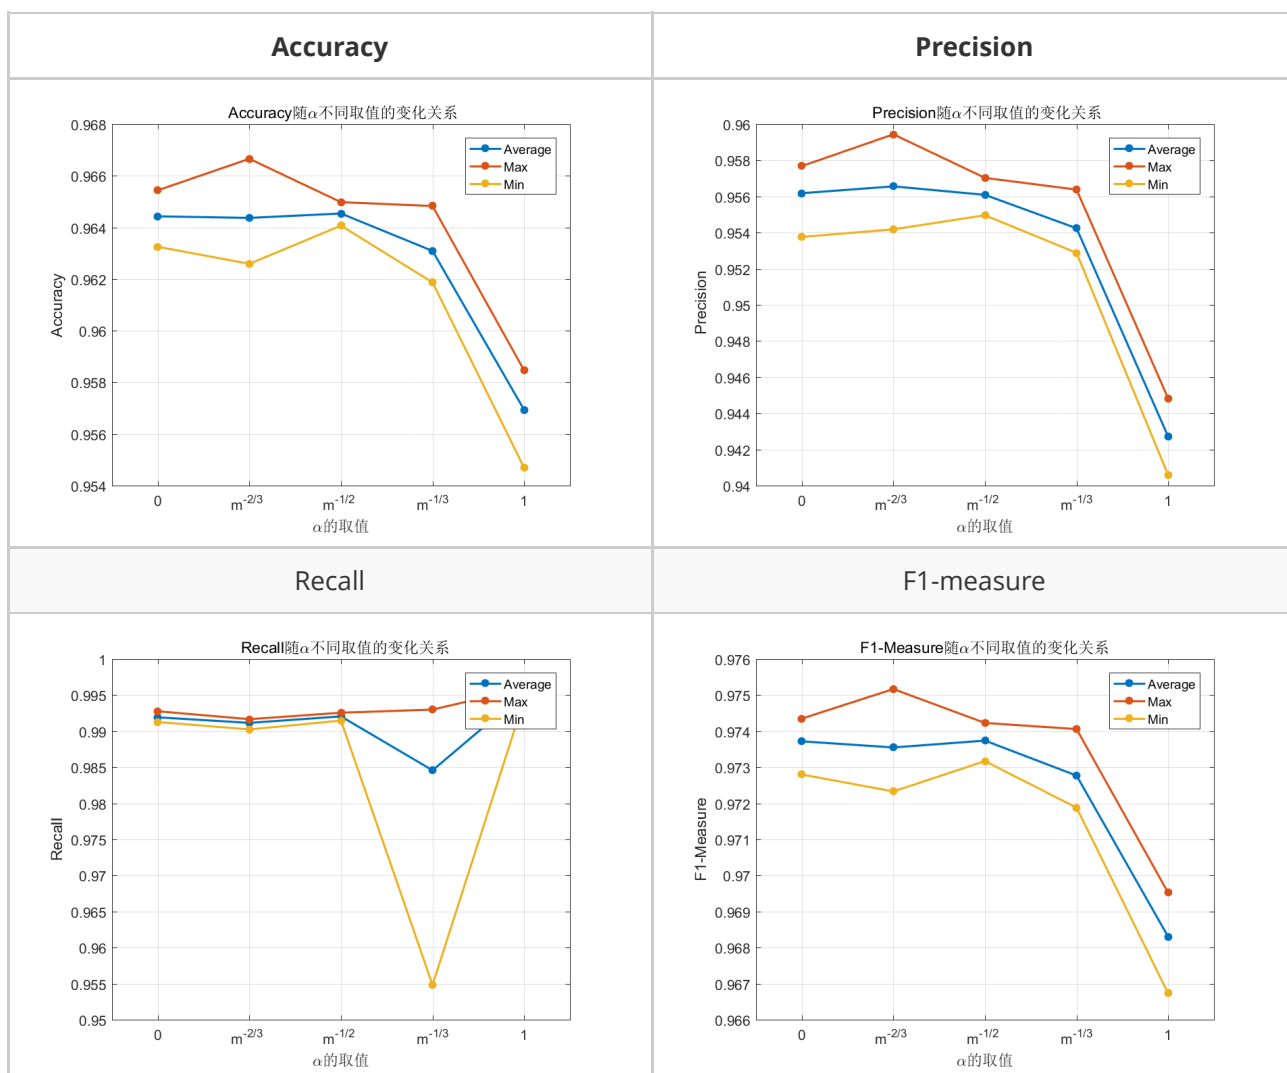 Accuracy
Precision
Accuracy随α不同取值的变化关系
0.968
0.966
0.964
0.962
0.96
0.958
0.956
0.954
Accuracy
Average
Max
Min
0 m^-2/3 m^-1/2 m^-1/3 1
α的取值
Precision随α不同取值的变化关系
0.96
0.958
0.956
0.954
0.952
0.95
0.948
0.946
0.944
0.942
0.94
Precision
Average
Max
Min
0 m^-2/3 m^-1/2 m^-1/3 1
α的取值
Recall
F1-measure
Recall随α不同取值的变化关系
1
0.995
0.99
0.985
0.98
0.975
0.97
0.965
0.96
0.955
0.95
Recall
Average
Max
Min
0 m^-2/3 m^-1/2 m^-1/3 1
α的取值
F1-Measure随α不同取值的变化关系
0.976
0.975
0.974
0.973
0.972
0.971
0.97
0.969
0.968
0.967
0.966
F1-Measure
Average
Max
Min
0 m^-2/3 m^-1/2 m^-1/3 1
α的取值